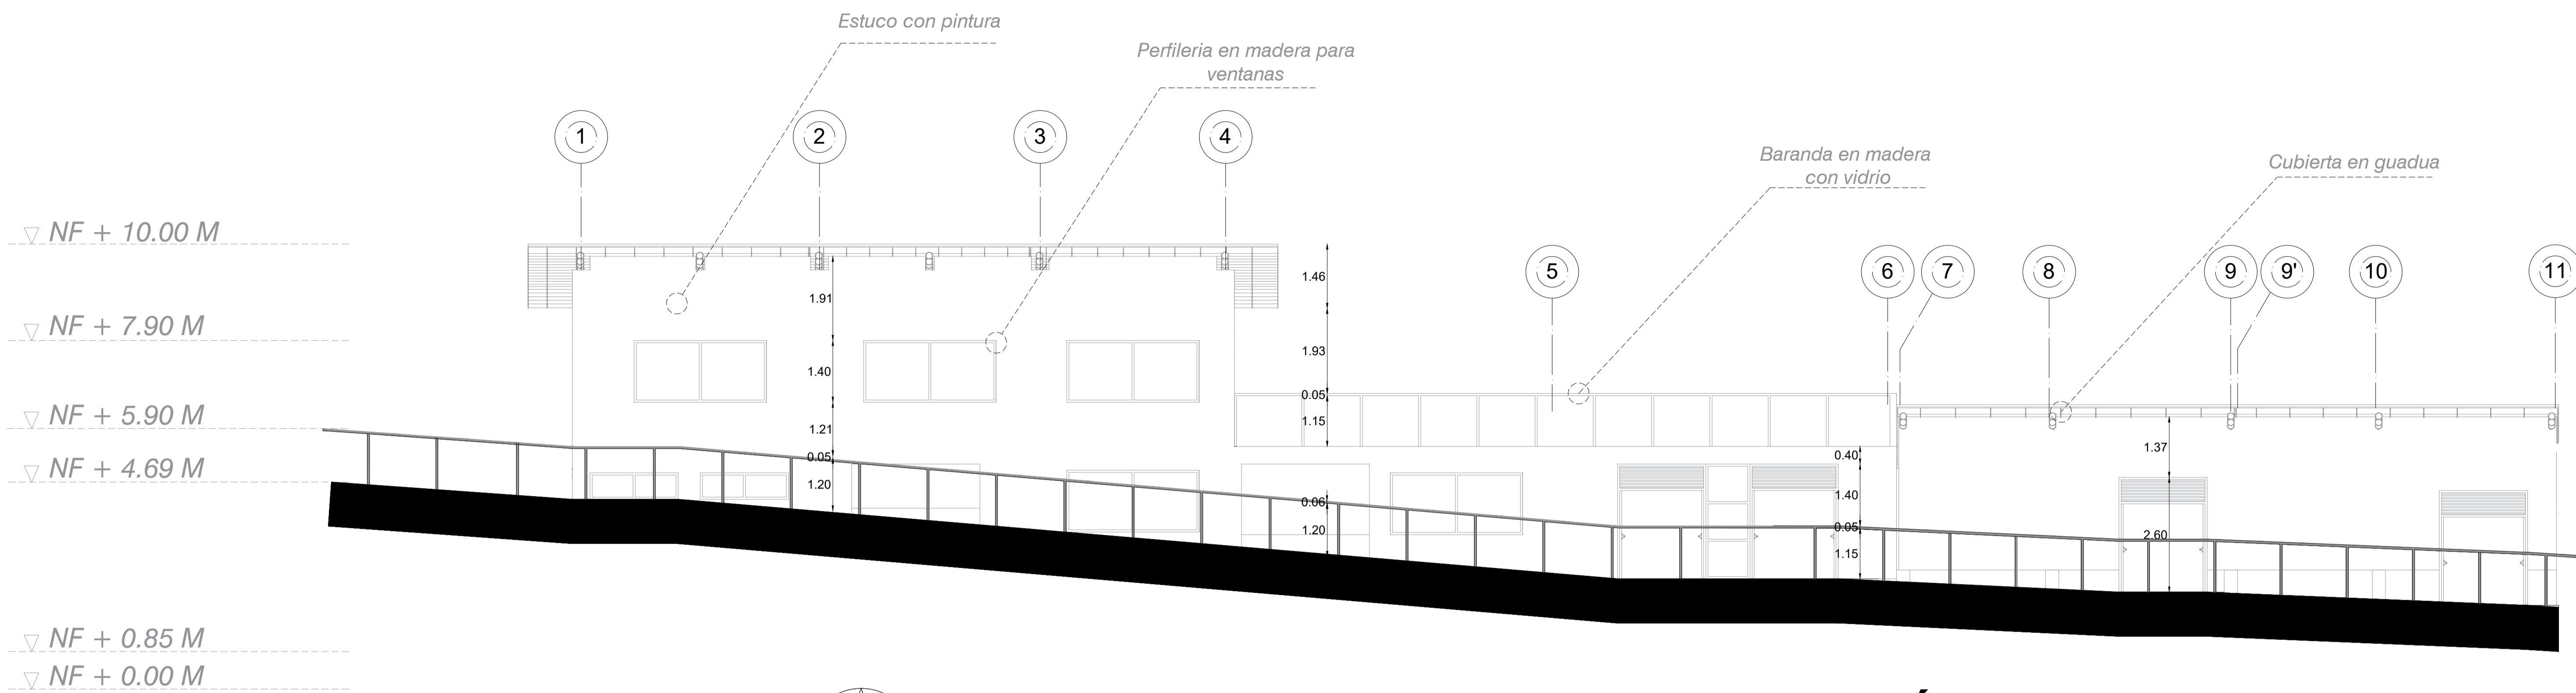 Estuco con pintura
Perfileria en madera para
ventanas
1
2
3
4
Baranda en madera
con vidrio
Cubierta en guadua
NF + 10.00 M
5
6
7
8
9
9'
10
11
1.46
1.91
NF + 7.90 M
1.93
1.40
0.05
NF + 5.90 M
1.15
1.21
1.37
0.05
0.40
NF + 4.69 M
1.20
1.40
0.06
0.05
1.20
2.60
1.15
NF + 0.85 M
NF + 0.00 M